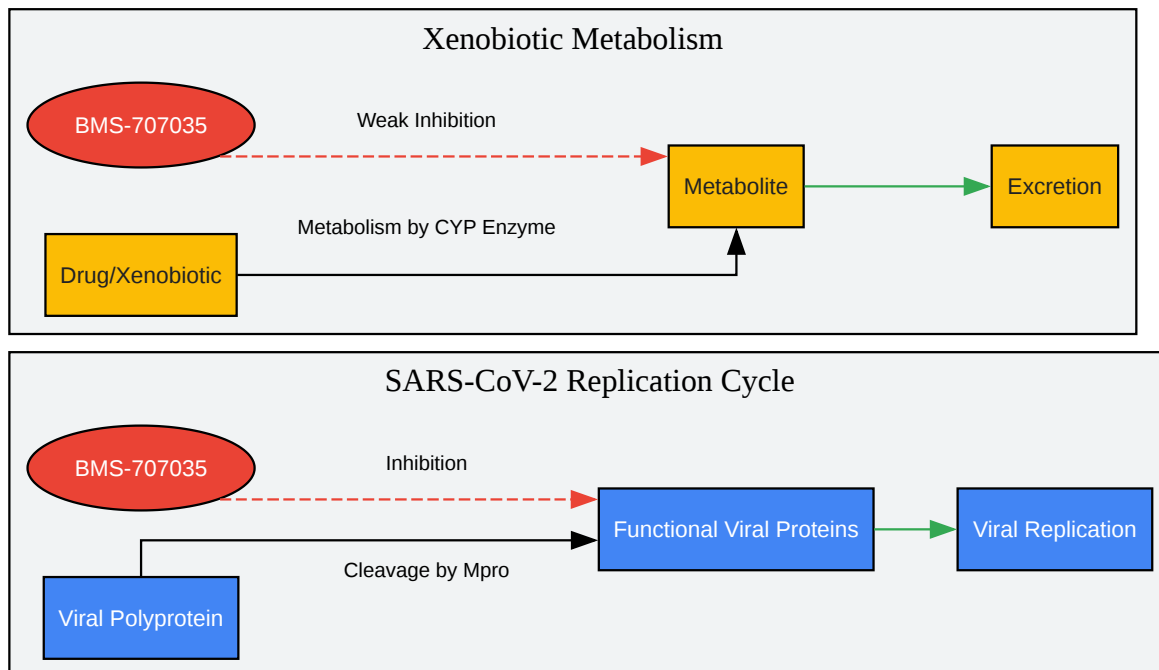 Xenobiotic Metabolism
BMS-707035
Weak Inhibition
Metabolite
Excretion
Metabolism by CYP Enzyme
Drug/Xenobiotic
SARS-CoV-2 Replication Cycle
BMS-707035
Inhibition
Functional Viral Proteins
Viral Replication
Cleavage by Mpro
Viral Polyprotein